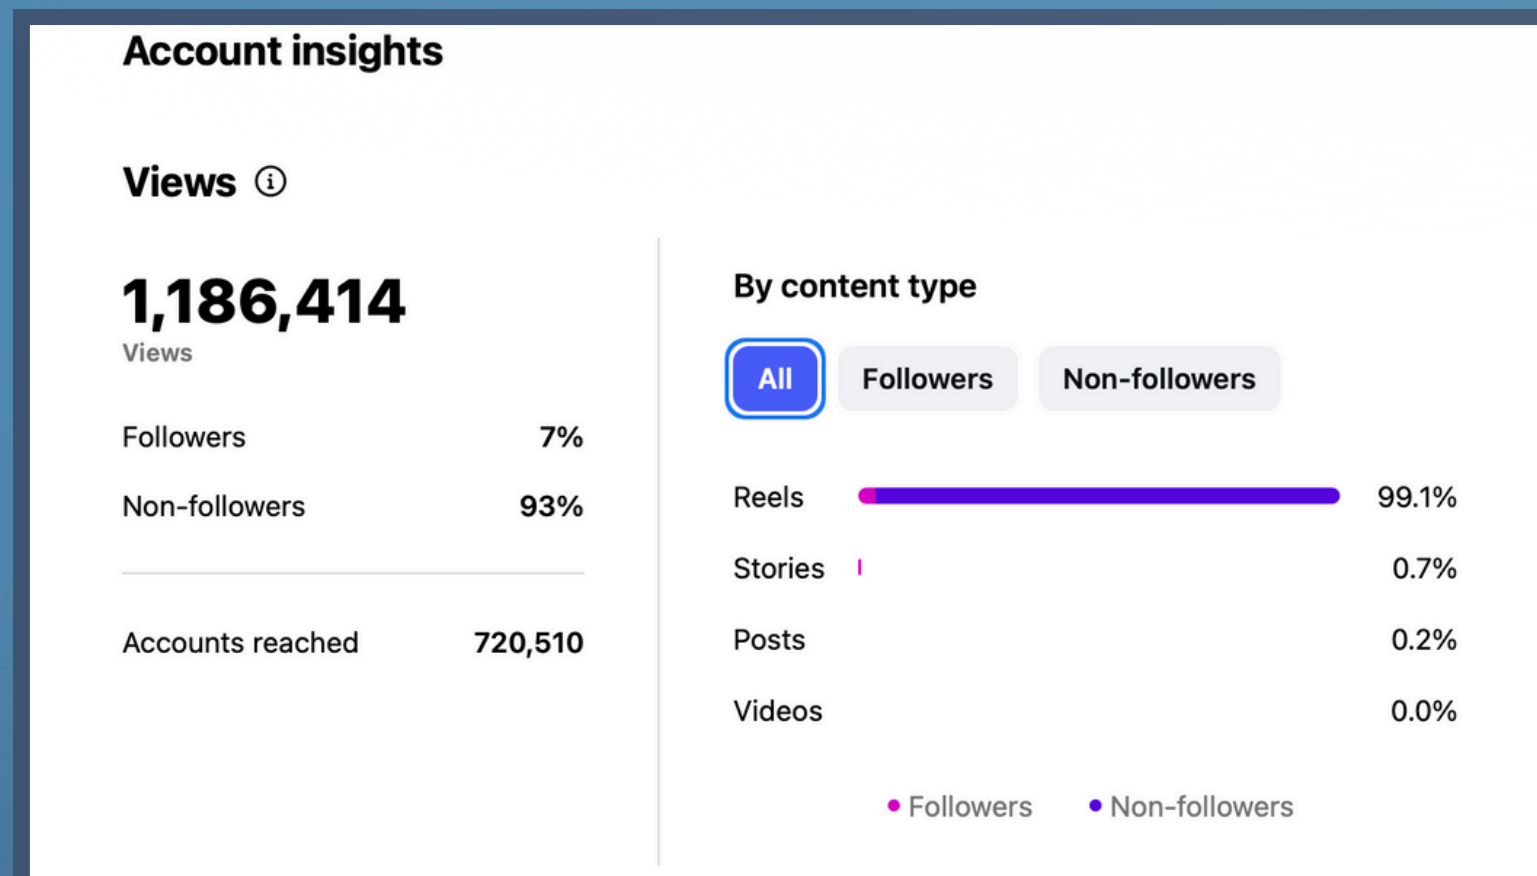 Account insights
Views
1,186,414
Views
Followers 7%
Non-followers 93%
Accounts reached 720,510
By content type
All Followers Non-followers
Reels 99.1%
Stories 0.7%
Posts 0.2%
Videos 0.0%
Followers Non-followers